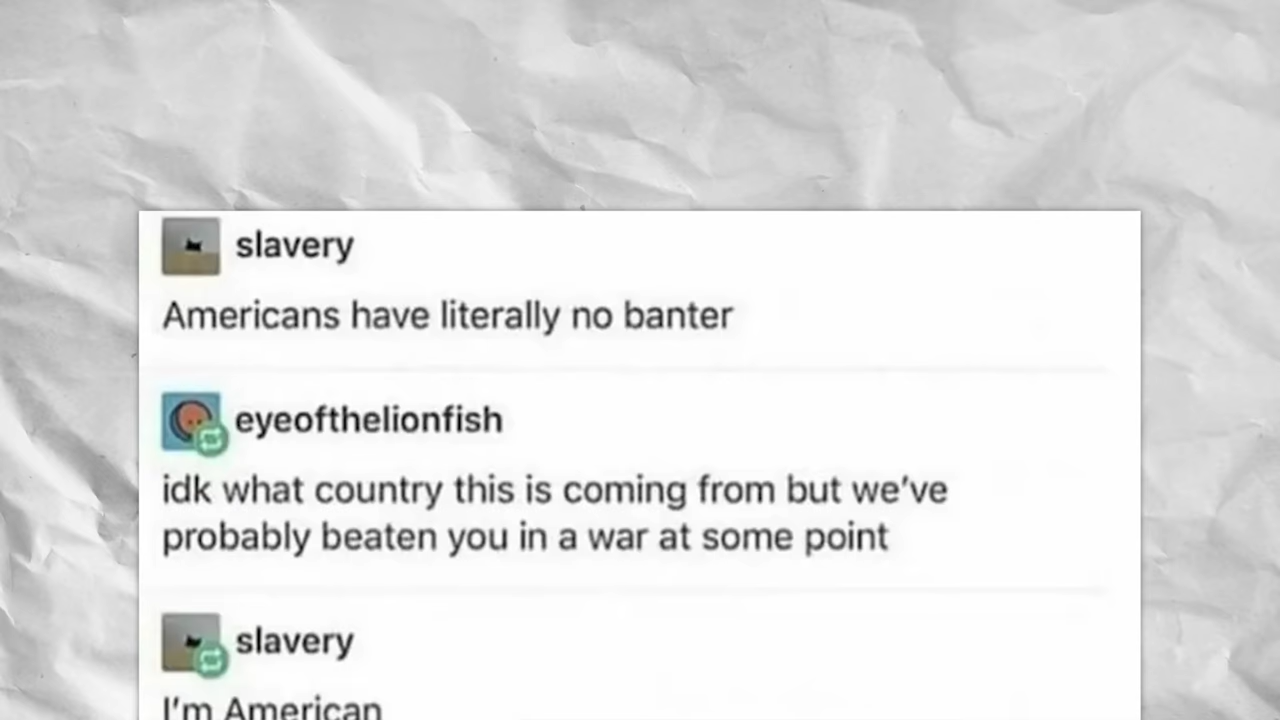 slavery
Americans have literally no banter
eyeofthelionfish
idk what country this is coming from but we've
probably beaten you in a war at some point
slavery
I'm American